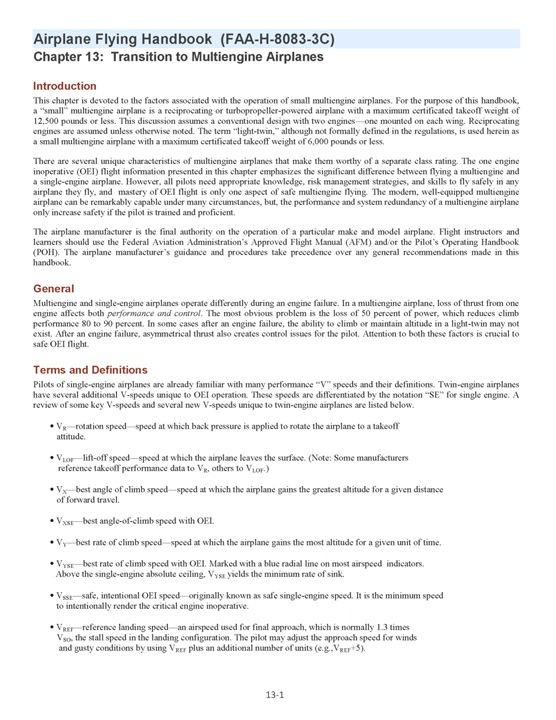 Airplane Flying Handbook (FAA-H-8083-3C)
Chapter 13: Transition to Multiengine Airplanes
Introduction
This chapter is devoted to the factors associated with the operation of small multiengine airplanes. For the purpose of this handbook,
a “small” multiengine airplane is a reciprocating or turbopropeller-powered airplane with a maximum certificated takeoff weight of
12,500 pounds or less. This discussion assumes a conventional design with two engines—one mounted on each wing. Reciprocating
engines are assumed unless otherwise noted. The term “light-twin,” although not formally defined in the regulations, is used herein as
a small multiengine airplane with a maximum certificated takeoff weight of 6,000 pounds or less.
There are several unique characteristics of multiengine airplanes that make them worthy of a separate class rating. The one engine
inoperative (OEI) flight information presented in this chapter emphasizes the significant difference between flying a multiengine and
a single-engine airplane. However, all pilots need appropriate knowledge, risk management strategies, and skills to fly safely in any
airplane they fly, and mastery of OEI flight is only one aspect of safe multiengine flying. The modern, well-equipped multiengine
airplane can be remarkably capable under many circumstances, but, the performance and system redundancy of a multiengine airplane
only increase safety if the pilot is trained and proficient.
The airplane manufacturer is the final authority on the operation of a particular make and model airplane. Flight instructors and
learners should use the Federal Aviation Administration’s Approved Flight Manual (AFM) and/or the Pilot’s Operating Handbook
(POH). The airplane manufacturer’s guidance and procedures take precedence over any general recommendations made in this
handbook.
General
Multiengine and single-engine airplanes operate differently during an engine failure. In a multiengine airplane, loss of thrust from one
engine affects both performance and control. The most obvious problem is the loss of 50 percent of power, which reduces climb
performance 80 to 90 percent. In some cases after an engine failure, the ability to climb or maintain altitude in a light-twin may not
exist. After an engine failure, asymmetrical thrust also creates control issues for the pilot. Attention to both these factors is crucial to
safe OEI flight.
Terms and Definitions
Pilots of single-engine airplanes are already familiar with many performance “V” speeds and their definitions. Twin-engine airplanes
have several additional V-speeds unique to OEI operation. These speeds are differentiated by the notation “SE” for single engine. A
review of some key V-speeds and several new V-speeds unique to twin-engine airplanes are listed below.
• VR—rotation speed—speed at which back pressure is applied to rotate the airplane to a takeoff
attitude.
• VLOF—lift-off speed—speed at which the airplane leaves the surface. (Note: Some manufacturers
reference takeoff performance data to VR, others to VLOF.)
• VX—best angle of climb speed—speed at which the airplane gains the greatest altitude for a given distance
of forward travel.
• VXSE—best angle-of-climb speed with OEI.
• VY—best rate of climb speed—speed at which the airplane gains the most altitude for a given unit of time.
• VYSE—best rate of climb speed with OEI. Marked with a blue radial line on most airspeed indicators.
Above the single-engine absolute ceiling, VYSE yields the minimum rate of sink.
• VSSE—safe, intentional OEI speed—originally known as safe single-engine speed. It is the minimum speed
to intentionally render the critical engine inoperative.
• VREF—reference landing speed—an airspeed used for final approach, which is normally 1.3 times
VSO, the stall speed in the landing configuration. The pilot may adjust the approach speed for winds
and gusty conditions by using VREF plus an additional number of units (e.g.,VREF+5).
13-1